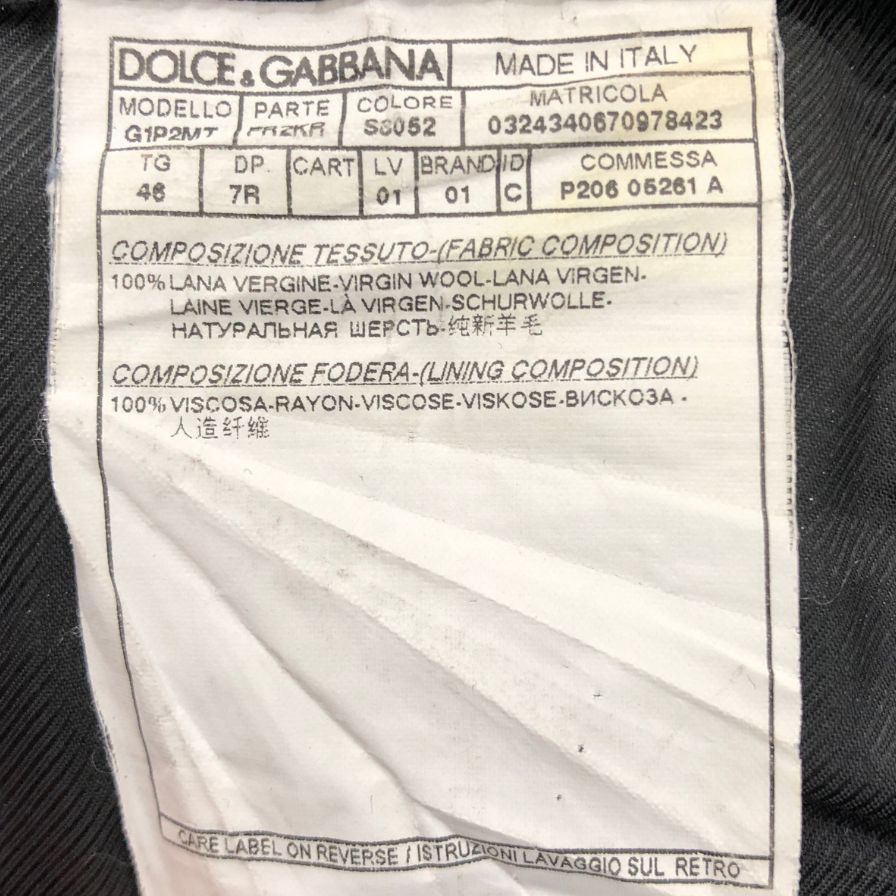 DOLCE & GABBANA MADE IN ITALY
MODELLO PARTE COLORE MATRICOLA
G1P2MT FR2KR S8052 0324340670978423
TG DP. CART LV BRAND ID COMMESSA
46 7R 01 01 C P206 05261 A
COMPOSIZIONE TESSUTO-(FABRIC COMPOSITION)
100% LANA VERGINE-VIRGIN WOOL-LANA VIRGEN-
LAINE VIERGE-LÀ VIRGEN-SCHURWOLLE-
НАТУРАЛЬНАЯ ШЕРСТЬ-纯新羊毛
COMPOSIZIONE FODERA-(LINING COMPOSITION)
100% VISCOSA-RAYON-VISCOSE-VISKOSE-ВИСКОЗА -
人造纤维
CARE LABEL ON REVERSE / ISTRUZIONI LAVAGGIO SUL RETRO